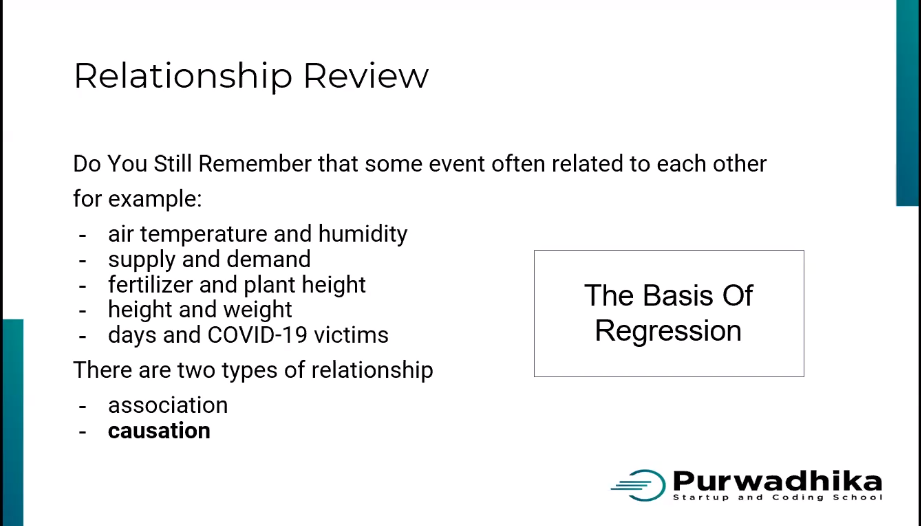 Relationship Review
Do You Still Remember that some event often related to each other
for example:
- air temperature and humidity
- supply and demand
- fertilizer and plant height
- height and weight
- days and COVID-19 victims
There are two types of relationship
- association
- causation
The Basis Of
Regression
Purwadhika
Startup and Coding School